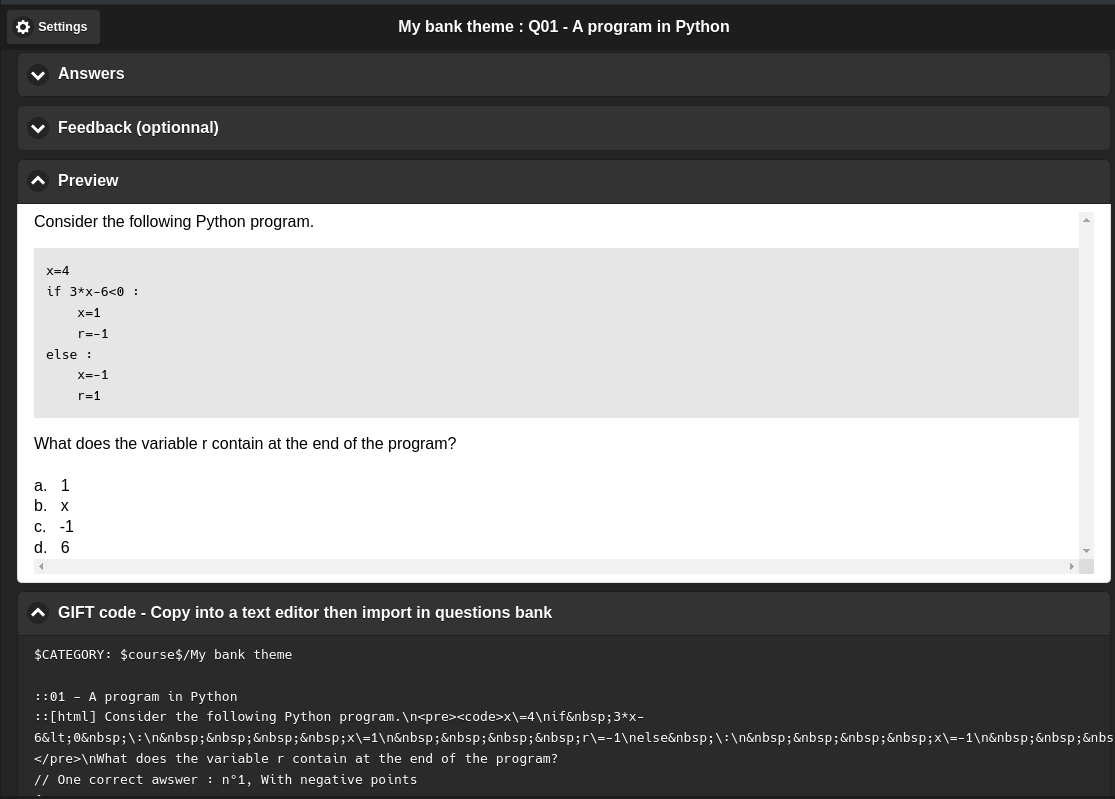 Settings
My bank theme : Q01 - A program in Python
Answers
Feedback (optionnal)
Preview
Consider the following Python program.
x=4
if 3*x-6<0 :
    x=1
    r=-1
else :
    x=-1
    r=1
What does the variable r contain at the end of the program?
a. 1
b. x
c. -1
d. 6
GIFT code - Copy into a text editor then import in questions bank
$CATEGORY: $course$/My bank theme
::01 - A program in Python
::[html] Consider the following Python program.\n<pre><code>x\=4\nif&nbsp;3*x-
6&lt;0&nbsp;\:\n&nbsp;&nbsp;&nbsp;&nbsp;x\=1\n&nbsp;&nbsp;&nbsp;&nbsp;r\=-1\nelse&nbsp;\:\n&nbsp;&nbsp;&nbsp;&nbsp;x\=-1\n&nbsp;&nbsp;&nbs
</pre>\nWhat does the variable r contain at the end of the program?
// One correct awswer : n°1, With negative points